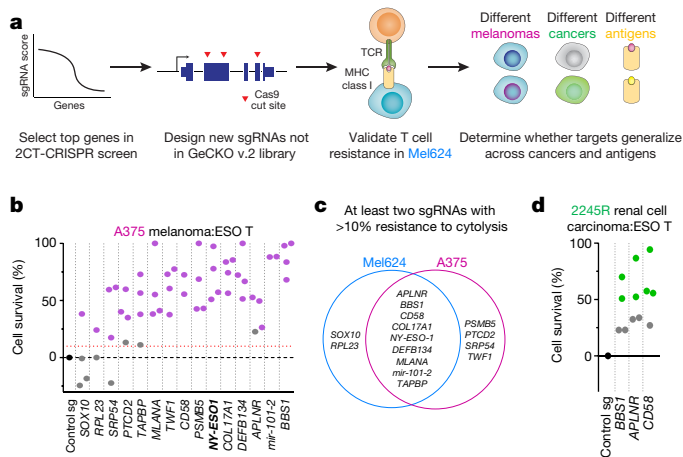 a
sgRNA score
Genes
Cas9
cut site
TCR
MHC
class I
Different
melanomas
Different
cancers
Different
antigens
Select top genes in
2CT-CRISPR screen
Design new sgRNAs not
in GeCKO v.2 library
Validate T cell
resistance in Mel624
Determine whether targets generalize
across cancers and antigens
b
A375 melanoma:ESO T
Cell survival (%)
100
50
0
Control sg
SOX10
RPL23
SRP54
PTCD2
TAPBP
MLANA
TWF1
CD58
PSMB5
NY-ESO1
COL17A1
DEFB134
APLNR
mir-101-2
BBS1
c
At least two sgRNAs with
>10% resistance to cytolysis
Mel624
A375
SOX10
RPL23
APLNR
BBS1
CD58
COL17A1
NY-ESO-1
DEFB134
MLANA
mir-101-2
TAPBP
PSMB5
PTCD2
SRP54
TWF1
d
2245R renal cell
carcinoma:ESO T
Cell survival (%)
100
50
0
Control sg
BBS1
APLNR
CD58